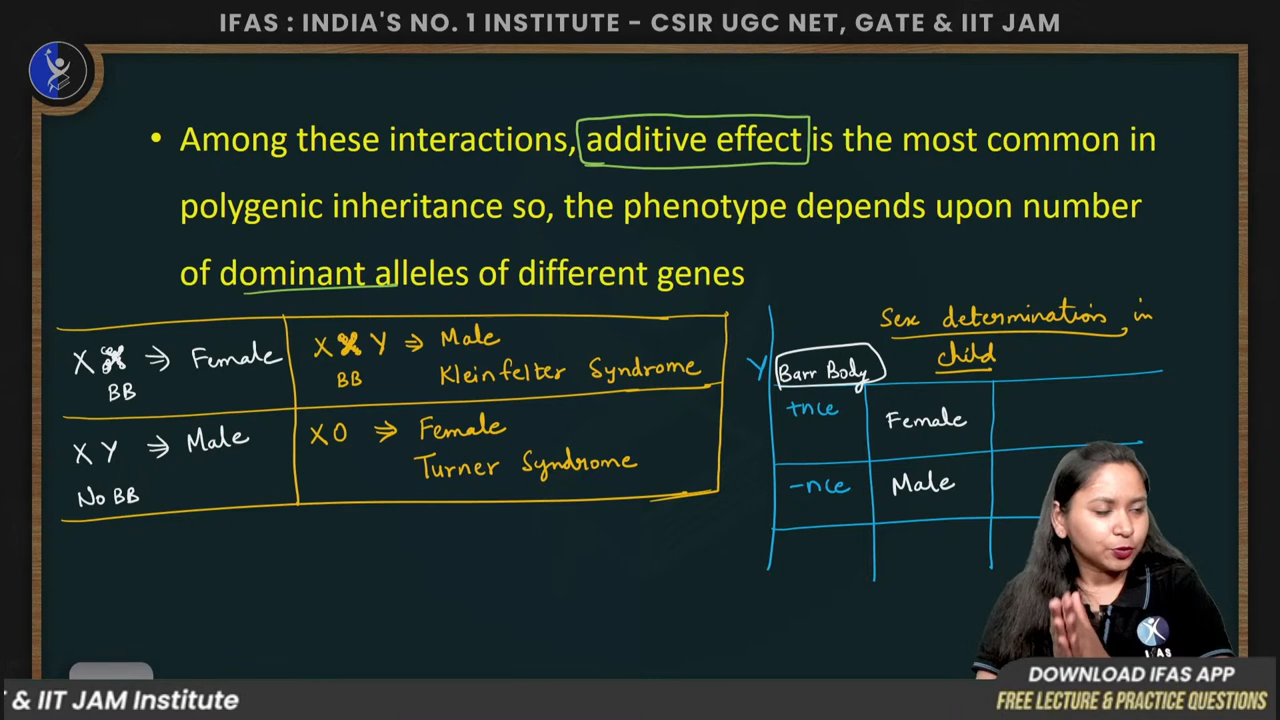 IFAS : INDIA'S NO. 1 INSTITUTE - CSIR UGC NET, GATE & IIT JAM
• Among these interactions, additive effect is the most common in
polygenic inheritance so, the phenotype depends upon number
of dominant alleles of different genes
X X ⇒ Female
BB
X X Y ⇒ Male
BB
Kleinfelter Syndrome
X Y ⇒ Male
No BB
XO ⇒ Female
Turner Syndrome
Sex determination in
child
Y
Barr Body
+nce
Female
-nce
Male
IFAS
DOWNLOAD IFAS APP
FREE LECTURE & PRACTICE QUESTIONS
& IIT JAM Institute